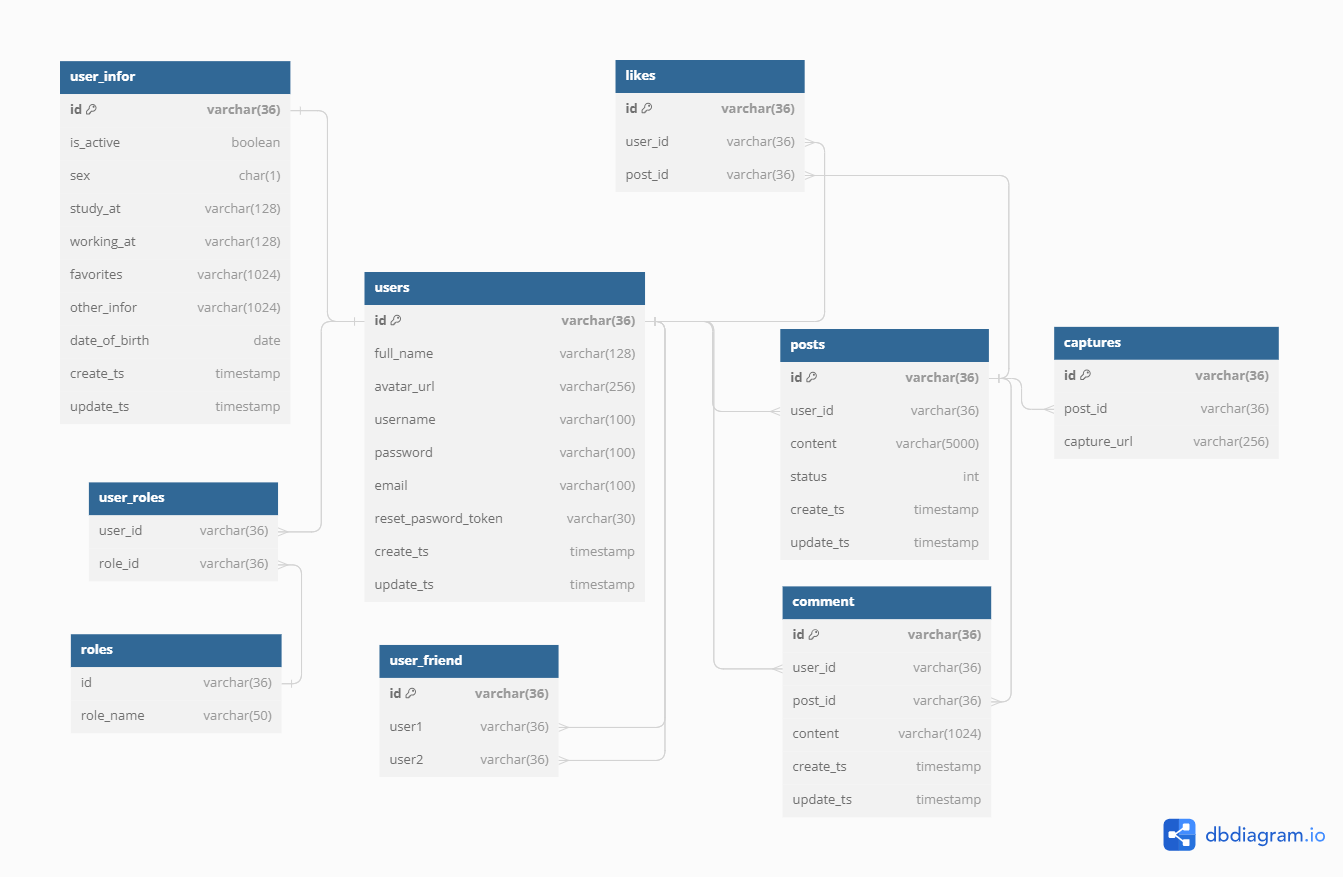 user_infor
id varchar(36)
is_active boolean
sex char(1)
study_at varchar(128)
working_at varchar(128)
favorites varchar(1024)
other_infor varchar(1024)
date_of_birth date
create_ts timestamp
update_ts timestamp
likes
id varchar(36)
user_id varchar(36)
post_id varchar(36)
users
id varchar(36)
full_name varchar(128)
avatar_url varchar(256)
username varchar(100)
password varchar(100)
email varchar(100)
reset_pasword_token varchar(30)
create_ts timestamp
update_ts timestamp
posts
id varchar(36)
user_id varchar(36)
content varchar(5000)
status int
create_ts timestamp
update_ts timestamp
captures
id varchar(36)
post_id varchar(36)
capture_url varchar(256)
user_roles
user_id varchar(36)
role_id varchar(36)
roles
id varchar(36)
role_name varchar(50)
user_friend
id varchar(36)
user1 varchar(36)
user2 varchar(36)
comment
id varchar(36)
user_id varchar(36)
post_id varchar(36)
content varchar(1024)
create_ts timestamp
update_ts timestamp
dbdiagram.io